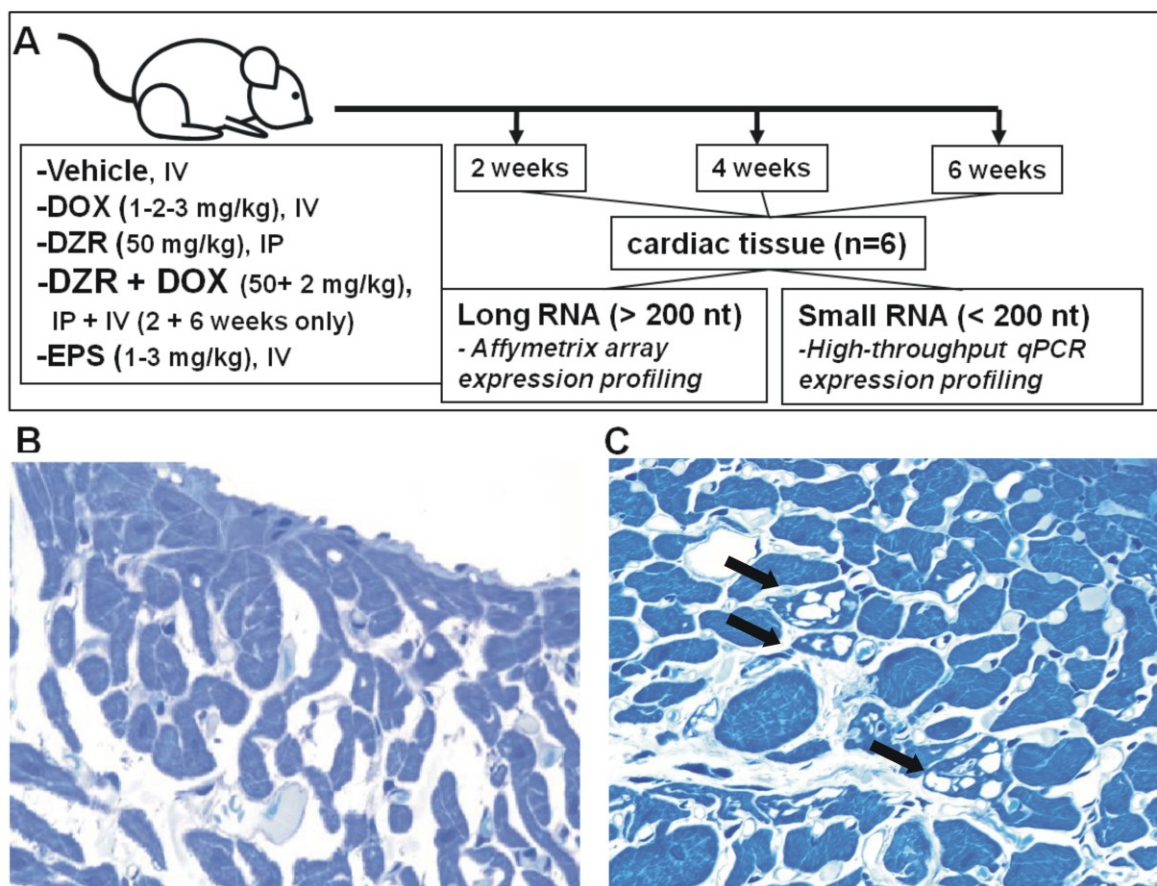 A
-Vehicle, IV
-DOX (1-2-3 mg/kg), IV
-DZR (50 mg/kg), IP
-DZR + DOX (50+ 2 mg/kg),
IP + IV (2 + 6 weeks only)
-EPS (1-3 mg/kg), IV
2 weeks
4 weeks
6 weeks
cardiac tissue (n=6)
Long RNA (> 200 nt)
- Affymetrix array
expression profiling
Small RNA (< 200 nt)
-High-throughput qPCR
expression profiling
B
C